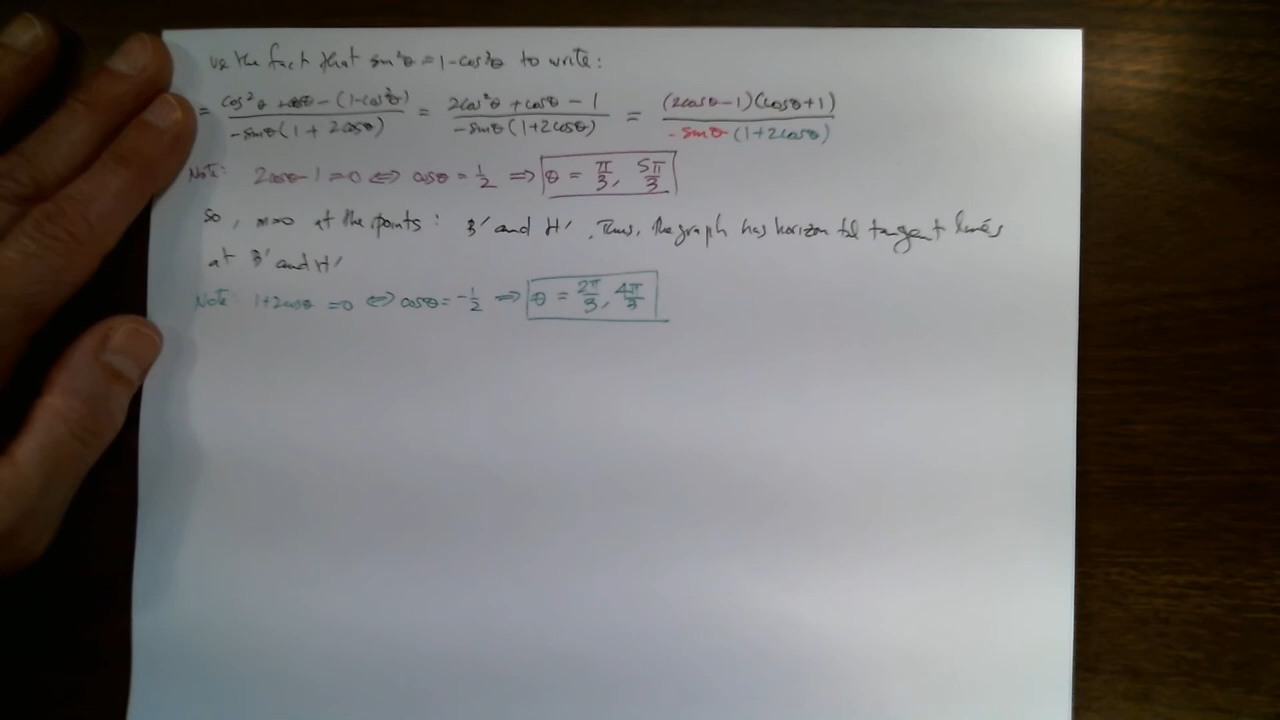 use the fact that sin²θ = 1-cos²θ to write:
= (cos²θ + cosθ - (1-cos²θ))/(-sinθ(1 + 2cosθ)) = (2cos²θ + cosθ - 1)/(-sinθ(1+2cosθ)) = ((2cosθ-1)(cosθ+1))/(-sinθ(1+2cosθ))
Note: 2cosθ-1=0 ⇔ cosθ = 1/2 ⇒ θ = π/3, 5π/3
So, m=0 at the points: B' and H'. Thus, the graph has horizontal tangent lines
at B' and H'
Note: 1+2cosθ =0 ⇔ cosθ = -1/2 ⇒ θ = 2π/3, 4π/3